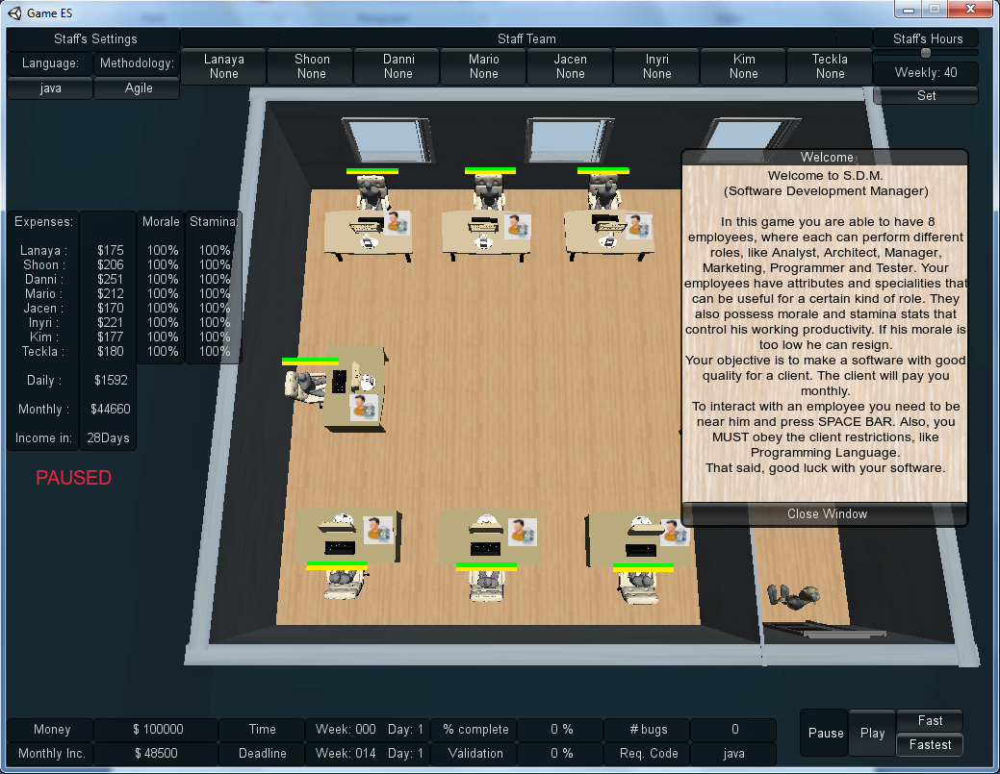 Game ES
Staff's Settings
Staff Team
Staff's Hours
Language: Methodology:
java Agile
Lanaya Shoon Danni Mario Jacen Inyri Kim Teckla
None None None None None None None None
Weekly: 40
Set
Expenses: Morale Stamina:
Lanaya : $175 100% 100%
Shoon : $206 100% 100%
Danni : $251 100% 100%
Mario : $212 100% 100%
Jacen : $170 100% 100%
Inyri : $221 100% 100%
Kim : $177 100% 100%
Teckla : $180 100% 100%
Daily : $1592
Monthly : $44660
Income in: 28Days
PAUSED
Welcome
Welcome to S.D.M.
(Software Development Manager)
In this game you are able to have 8
employees, where each can perform different
roles, like Analyst, Architect, Manager,
Marketing, Programmer and Tester. Your
employees have attributes and specialities that
can be useful for a certain kind of role. They
also possess morale and stamina stats that
control his working productivity. If his morale is
too low he can resign.
Your objective is to make a software with good
quality for a client. The client will pay you
monthly.
To interact with an employee you need to be
near him and press SPACE BAR. Also, you
MUST obey the client restrictions, like
Programming Language.
That said, good luck with your software.
Close Window
Money $ 100000 Time Week: 000 Day: 1 % complete 0 % # bugs 0
Monthly Inc. $ 48500 Deadline Week: 014 Day: 1 Validation 0 % Req. Code java
Pause Play Fast
Fastest